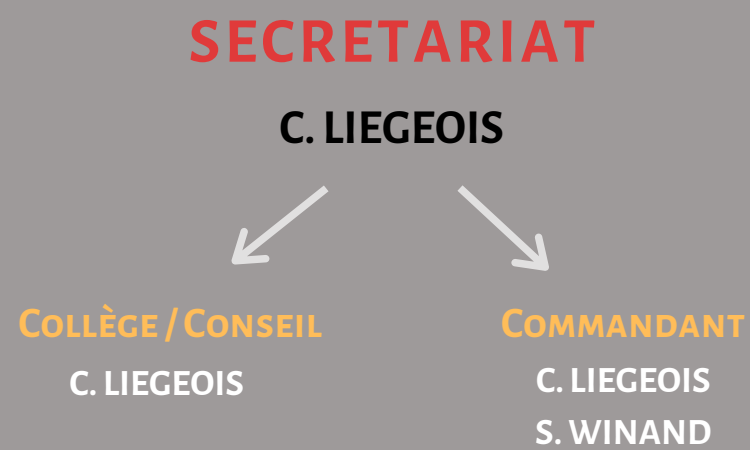 SECRETARIAT
C. LIEGEOIS
Collège / Conseil
Commandant
C. LIEGEOIS
C. LIEGEOIS
S. WINAND